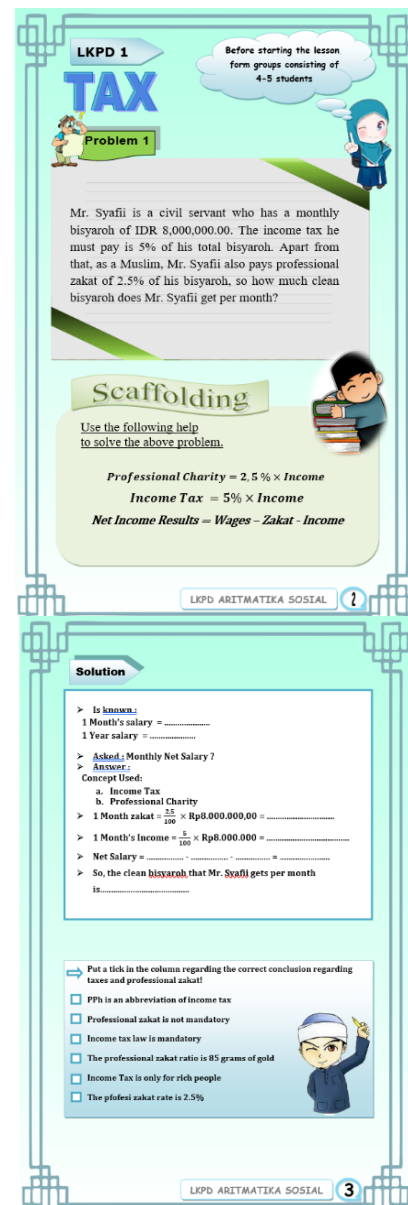 LKPD 1
Before starting the lesson
form groups consisting of
4-5 students
TAX
Problem 1
Mr. Syafii is a civil servant who has a monthly
bisyaroh of IDR 8,000,000.00. The income tax he
must pay is 5% of his total bisyaroh. Apart from
that, as a Muslim, Mr. Syafii also pays professional
zakat of 2.5% of his bisyaroh, so how much clean
bisyaroh does Mr. Syafii get per month?
Scaffolding
Use the following help
to solve the above problem.
Professional Charity = 2,5 % × Income
Income Tax = 5% × Income
Net Income Results = Wages – Zakat - Income
LKPD ARITMATIKA SOSIAL 2
Solution
➤ Is known :
1 Month's salary = .....................
1 Year salary = .....................
➤ Asked : Monthly Net Salary ?
➤ Answer :
Concept Used:
a. Income Tax
b. Professional Charity
➤ 1 Month zakat = 2,5/100 × Rp8.000.000,00 = ...............................
➤ 1 Month's Income = 5/100 × Rp8.000.000 = ......................................
➤ Net Salary = ................. - ................. - ................ = .......................
➤ So, the clean bisyaroh that Mr. Syafii gets per month
is.........................................
Put a tick in the column regarding the correct conclusion regarding
taxes and professional zakat!
PPh is an abbreviation of income tax
Professional zakat is not mandatory
Income tax law is mandatory
The professional zakat ratio is 85 grams of gold
Income Tax is only for rich people
The pfofesi zakat rate is 2.5%
LKPD ARITMATIKA SOSIAL 3